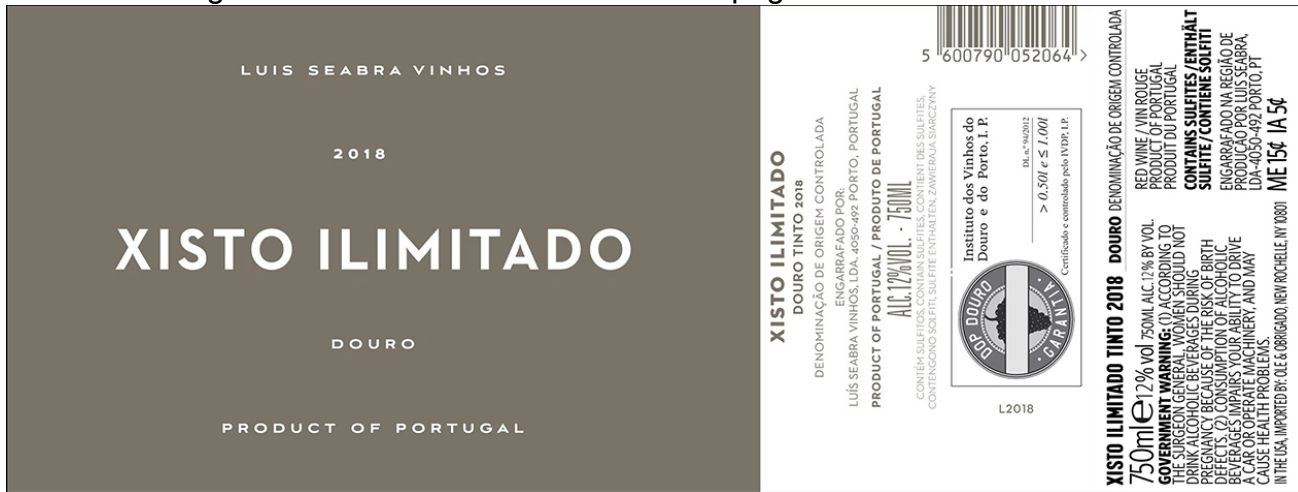 LUIS SEABRA VINHOS
2018
XISTO ILIMITADO
DOURO
PRODUCT OF PORTUGAL
XISTO ILIMITADO
DOURO TINTO 2018
DENOMINAÇÃO DE ORIGEM CONTROLADA
ENGARRAFADO POR:
LUÍS SEABRA VINHOS, LDA. 4050-492 PORTO, PORTUGAL
PRODUCT OF PORTUGAL / PRODUTO DE PORTUGAL
ALC.12%VOL. - 750ML
CONTÉM SULFITOS, CONTAIN SULFITES, CONTIENT DES SULFITES,
CONTENGONO SOLFITI, SULFITE ENTHALTEN, ZAWIERAJA SIARCZYNY
5 600790 052064 >
Instituto dos Vinhos do
Douro e do Porto, I. P.
DL n.º 94/2012
> 0.50l e ≤ 1.00l
Certificado e controlado pelo IVDP, I.P.
DOP DOURO
· GARANTIA ·
L2018
XISTO ILIMITADO TINTO 2018 DOURO DENOMINAÇÃO DE ORIGEM CONTROLADA
750ml e 12% vol 750ML ALC.12% BY VOL.
GOVERNMENT WARNING: (1) ACCORDING TO
THE SURGEON GENERAL, WOMEN SHOULD NOT
DRINK ALCOHOLIC BEVERAGES DURING
PREGNANCY BECAUSE OF THE RISK OF BIRTH
DEFECTS. (2) CONSUMPTION OF ALCOHOLIC
BEVERAGES IMPAIRS YOUR ABILITY TO DRIVE
A CAR OR OPERATE MACHINERY, AND MAY
CAUSE HEALTH PROBLEMS.
IN THE USA, IMPORTED BY: OLE & OBRIGADO, NEW ROCHELLE, NY 10801
RED WINE / VIN ROUGE
PRODUCT OF PORTUGAL
PRODUIT DU PORTUGAL
CONTAINS SULFITES / ENTHÄLT
SULFITE / CONTIENE SOLFITI
ENGARRAFADO NA REGIÃO DE
PRODUCÃO POR LUIS SEABRA,
LDA-4050-492 PORTO, PT
ME 15¢ IA 5¢